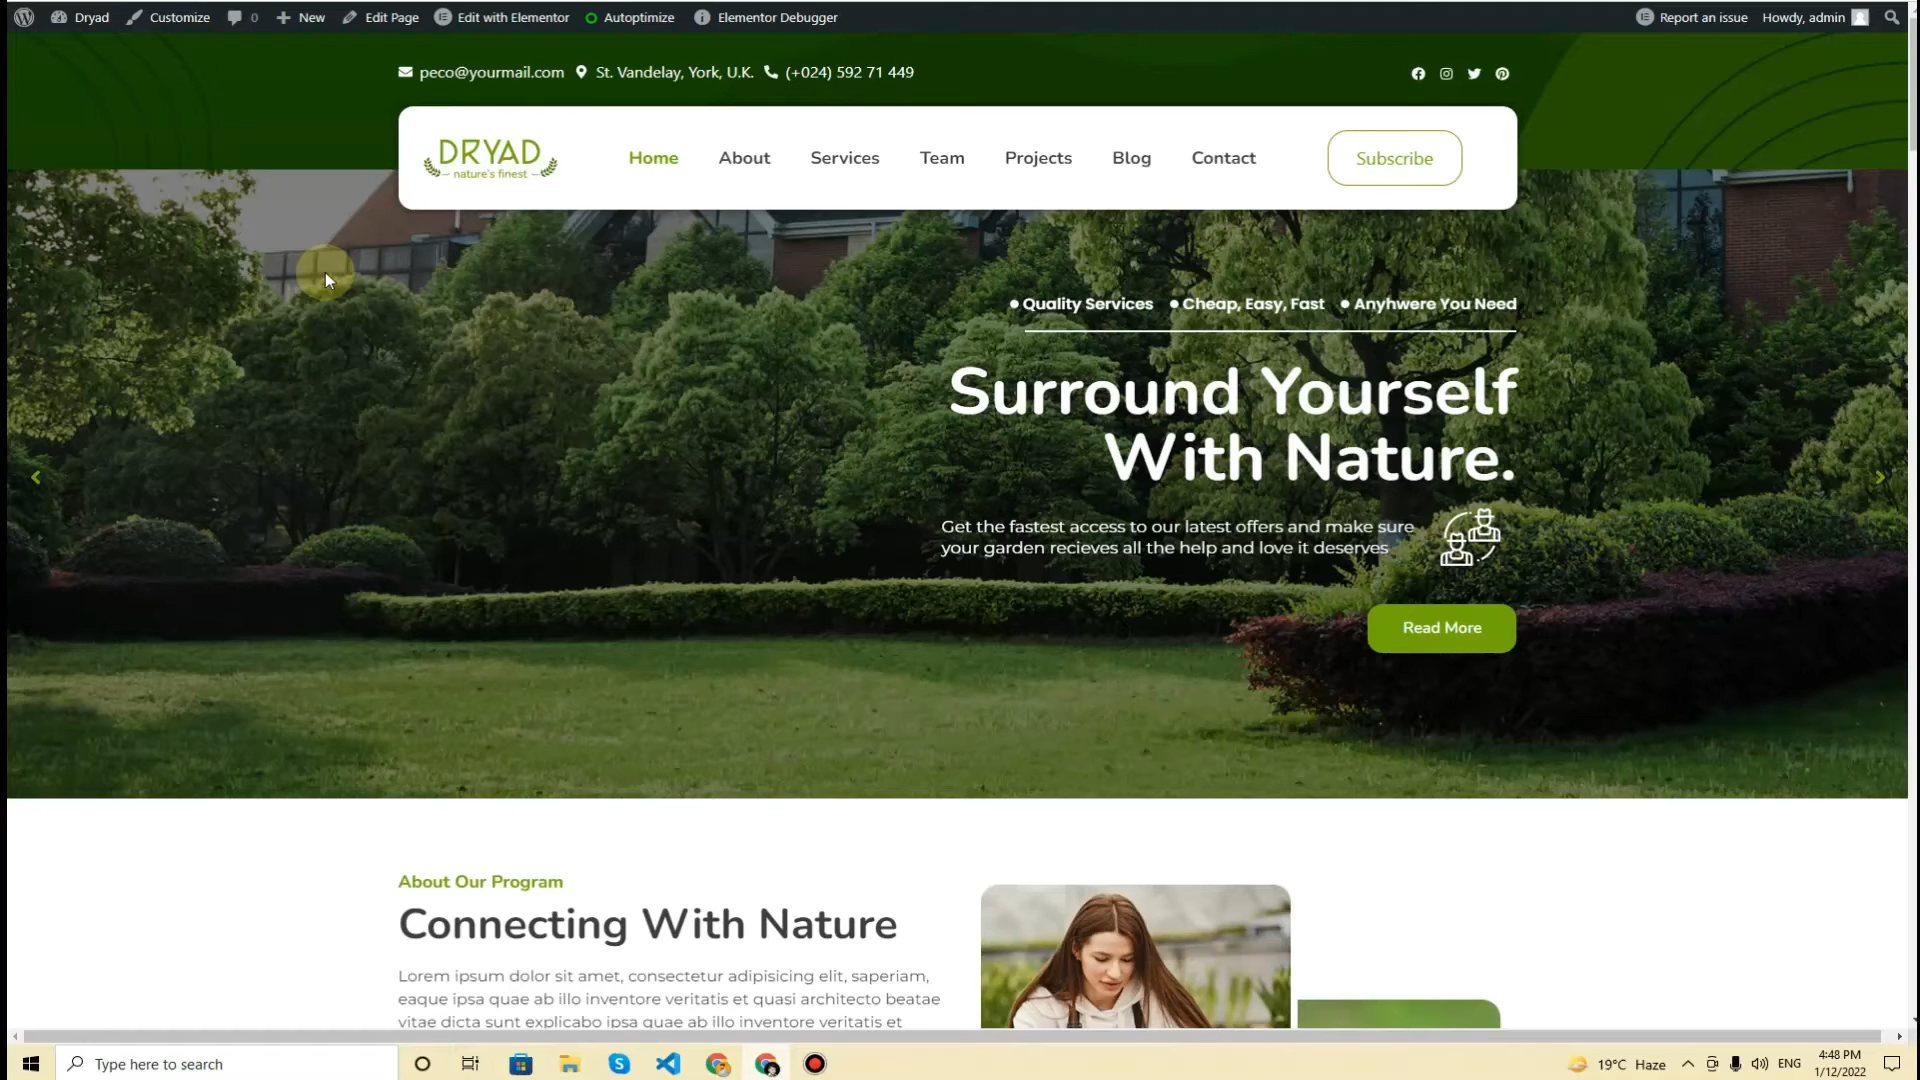 Dryad Customize 0 New Edit Page Edit with Elementor Autoptimize Elementor Debugger Report an issue Howdy, admin
peco@yourmail.com St. Vandelay, York, U.K. (+024) 592 71 449
DRYAD
nature's finest
Home About Services Team Projects Blog Contact Subscribe
Quality Services Cheap, Easy, Fast Anyhwere You Need
Surround Yourself
With Nature.
Get the fastest access to our latest offers and make sure
your garden recieves all the help and love it deserves
Read More
About Our Program
Connecting With Nature
Lorem ipsum dolor sit amet, consectetur adipisicing elit, saperiam,
eaque ipsa quae ab illo inventore veritatis et quasi architecto beatae
vitae dicta sunt explicabo ipsa quae ab illo inventore veritatis et
Type here to search
19°C Haze
ENG
4:48 PM
1/12/2022